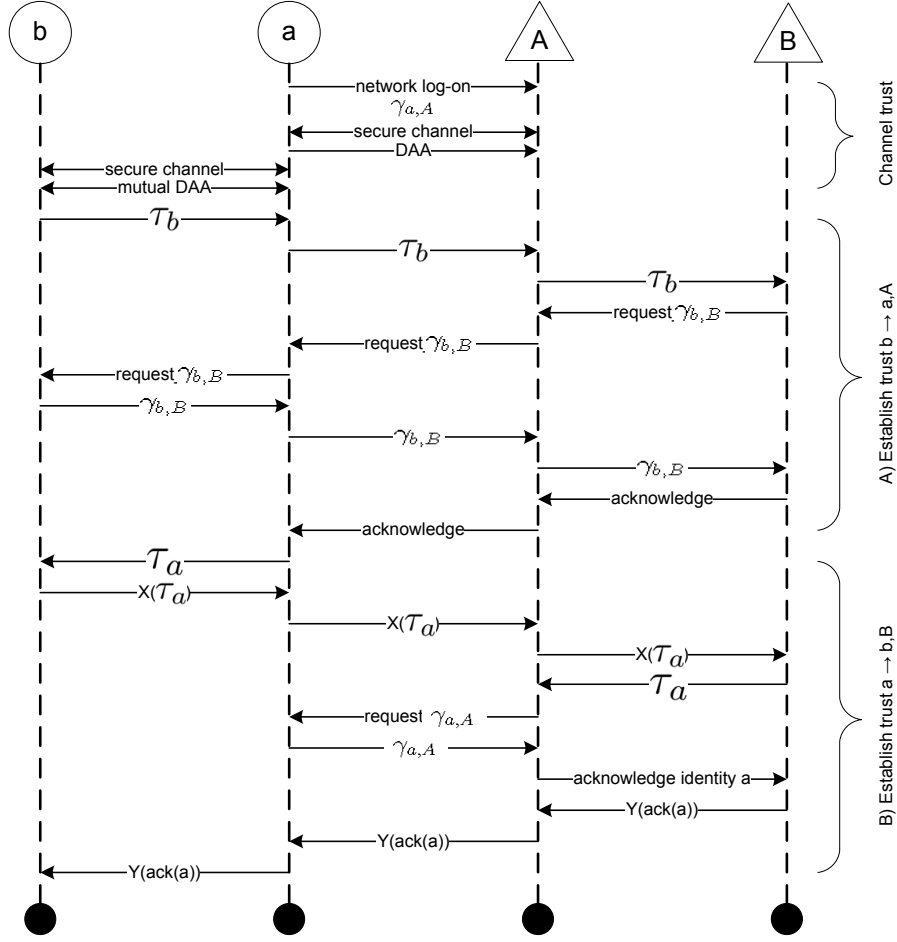 b a A B
network log-on
γa,A
secure channel
DAA
secure channel
mutual DAA
τb
τb
τb
request γb,B
request γb,B
request γb,B
γb,B
γb,B
γb,B
acknowledge
acknowledge
τa
X(τa)
X(τa)
X(τa)
τa
request γa,A
γa,A
acknowledge identity a
Y(ack(a))
Y(ack(a))
Y(ack(a))
Channel trust
A) Establish trust b → a,A
B) Establish trust a → b,B